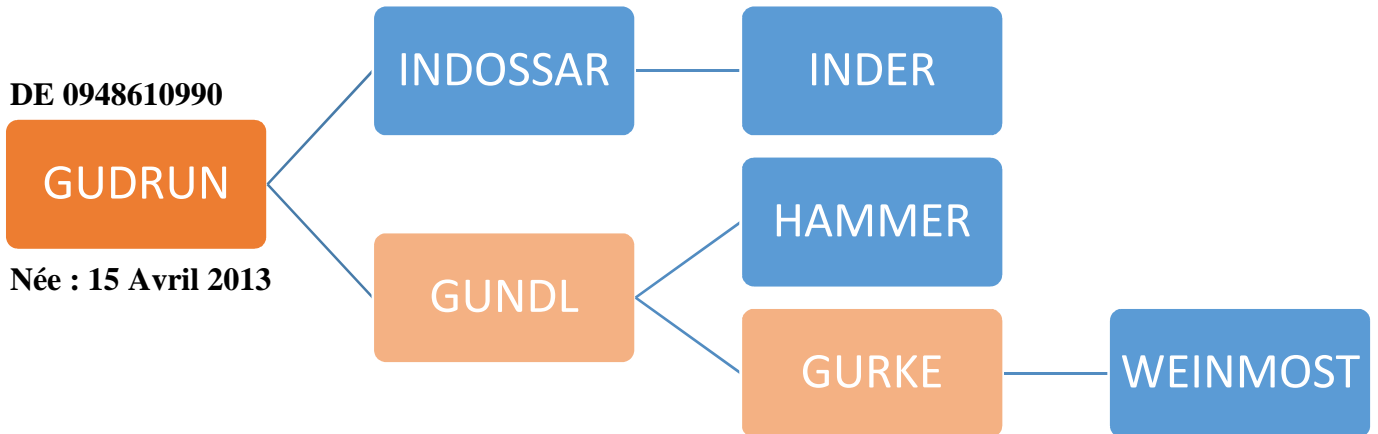 DE 0948610990
GUDRUN
Née : 15 Avril 2013
INDOSSAR
INDER
GUNDL
HAMMER
GURKE
WEINMOST